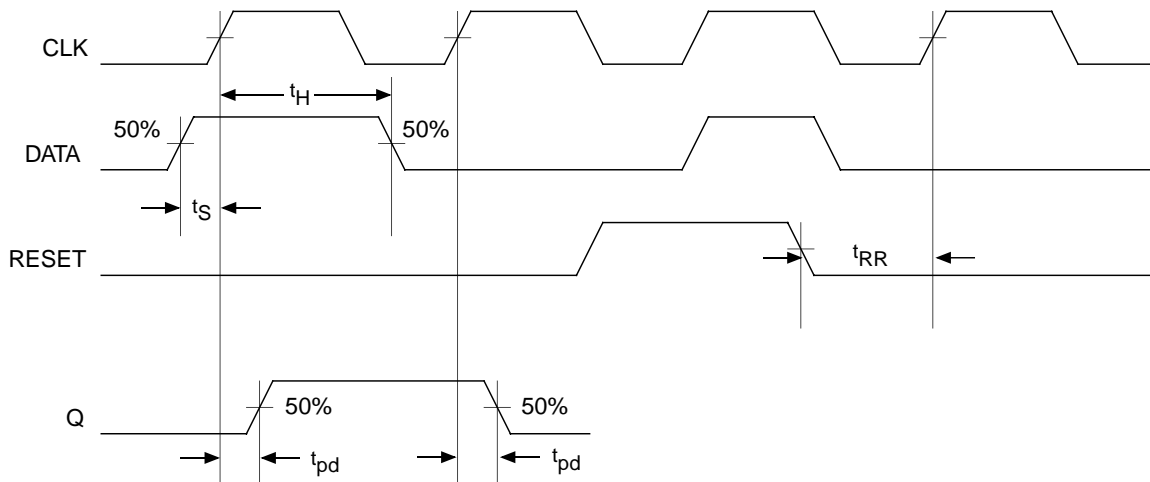 CLK
tH
50%
50%
DATA
tS
RESET
tRR
50%
50%
Q
tpd
tpd